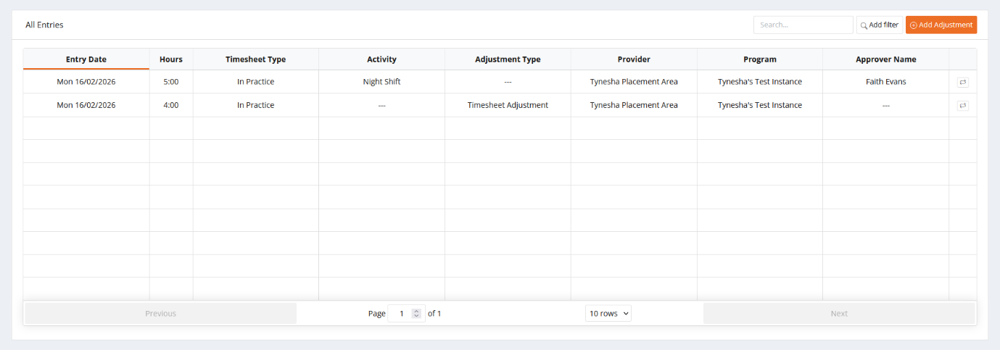 All Entries Search... Add filter Add Adjustment
Entry Date Hours Timesheet Type Activity Adjustment Type Provider Program Approver Name
Mon 16/02/2026 5:00 In Practice Night Shift --- Tynesha Placement Area Tynesha's Test Instance Faith Evans
Mon 16/02/2026 4:00 In Practice --- Timesheet Adjustment Tynesha Placement Area Tynesha's Test Instance ---
Previous Page 1 of 1 10 rows Next